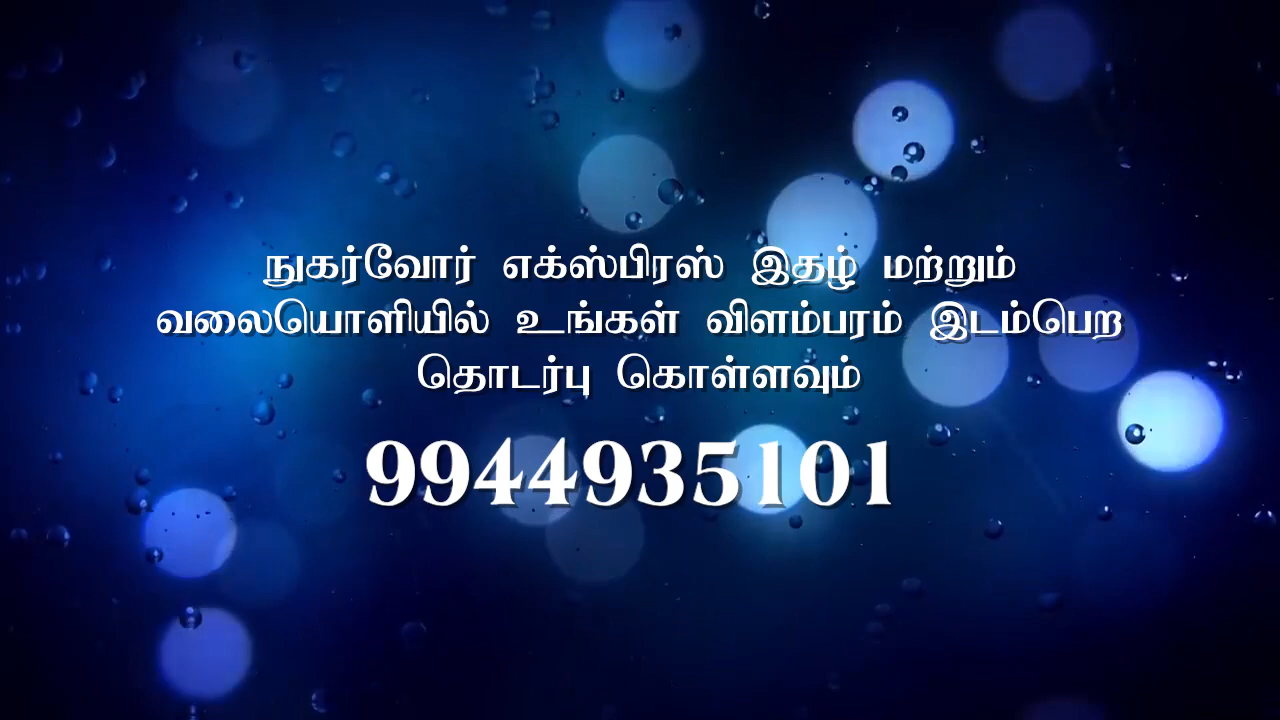 நுகர்வோர் எக்ஸ்பிரஸ் இதழ் மற்றும்
வலையொளியில் உங்கள் விளம்பரம் இடம்பெற
தொடர்பு கொள்ளவும்
9944935101